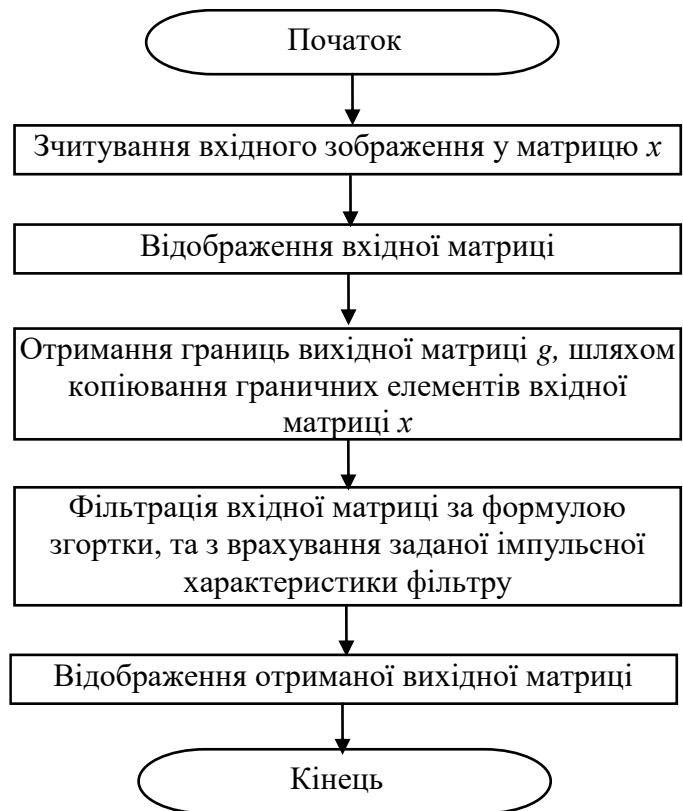 Початок
Зчитування вхідного зображення у матрицю x
Відображення вхідної матриці
Отримання границь вихідної матриці g, шляхом
копіювання граничних елементів вхідної
матриці x
Фільтрація вхідної матриці за формулою
згортки, та з врахування заданої імпульсної
характеристики фільтру
Відображення отриманої вихідної матриці
Кінець